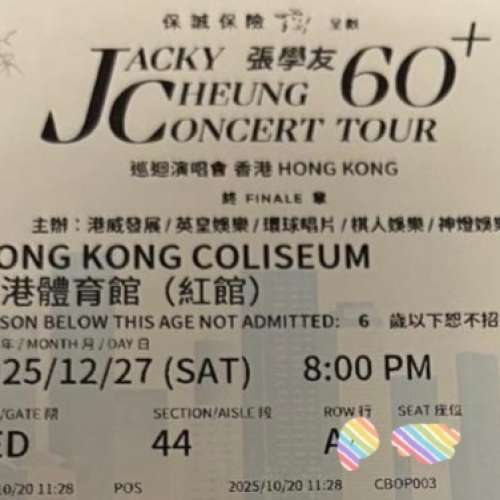 保誠保險 呈獻
JACKY 張學友 60+
CHEUNG
CONCERT TOUR
巡迴演唱會 香港 HONG KONG
終 FINALE 章
主辦：港威發展 / 英皇娛樂 / 環球唱片 / 棋人娛樂 / 神燈娛樂
ONG KONG COLISEUM
港體育館（紅館）
SON BELOW THIS AGE NOT ADMITTED: 6 歲以下恕不招
年 / MONTH 月 / DAY 日
25/12/27 (SAT) 8:00 PM
/GATE 閘 SECTION/AISLE 段 ROW 行 SEAT 座位
ED 44 A
10/20 11:28 POS 2025/10/20 11:28 CBOP003